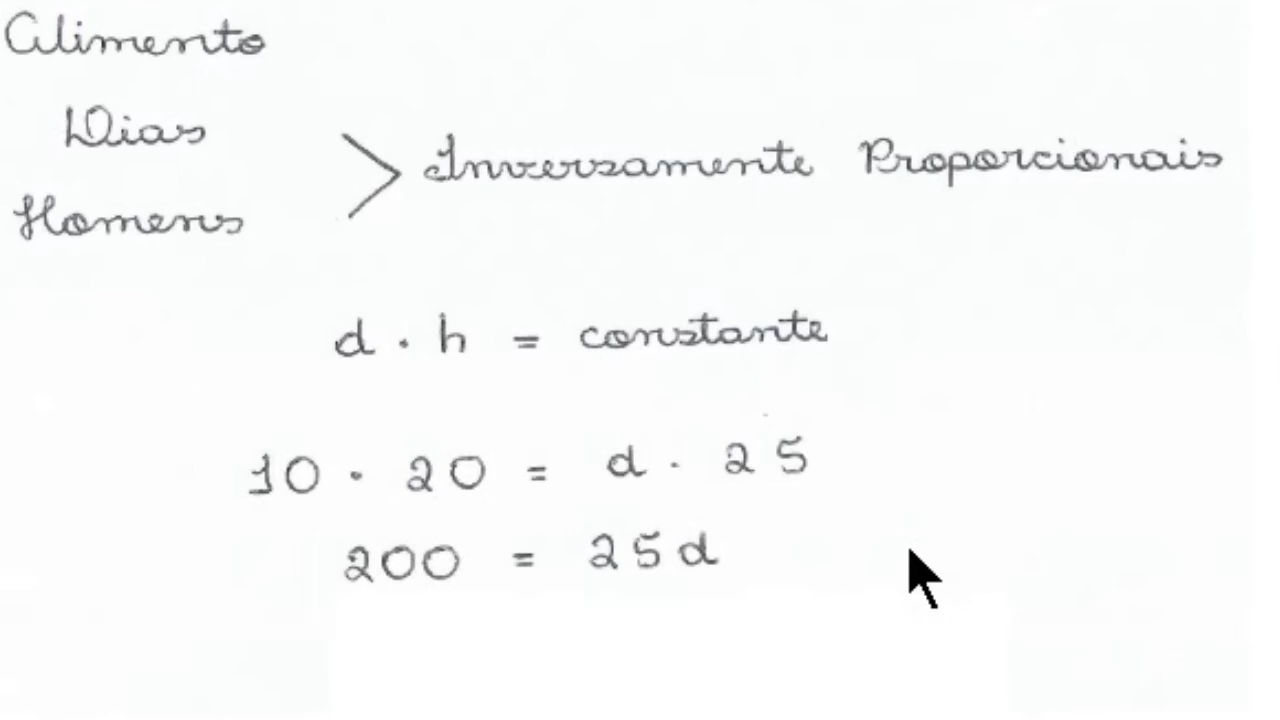 Alimento
Dias
Homens
> Inversamente Proporcionais
d . h = constante
10 . 20 = d . 25
200 = 25d